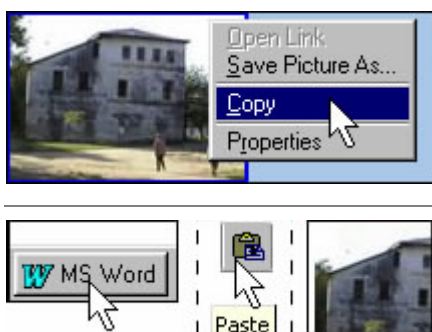 Open Link
Save Picture As...
Copy
Properties
W MS Word
Paste